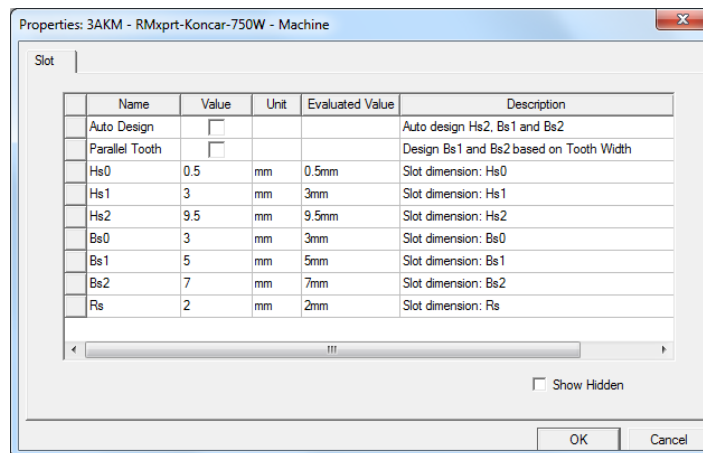 Properties: 3AKM - RMxprt-Koncar-750W - Machine
Slot
Name Value Unit Evaluated Value Description
Auto Design Auto design Hs2, Bs1 and Bs2
Parallel Tooth Design Bs1 and Bs2 based on Tooth Width
Hs0 0.5 mm 0.5mm Slot dimension: Hs0
Hs1 3 mm 3mm Slot dimension: Hs1
Hs2 9.5 mm 9.5mm Slot dimension: Hs2
Bs0 3 mm 3mm Slot dimension: Bs0
Bs1 5 mm 5mm Slot dimension: Bs1
Bs2 7 mm 7mm Slot dimension: Bs2
Rs 2 mm 2mm Slot dimension: Rs
Show Hidden
OK Cancel